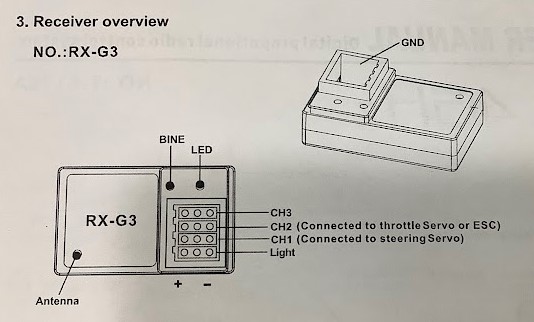 3. Receiver overview
NO.:RX-G3
GND
BINE
LED
RX-G3
CH3
CH2 (Connected to throttle Servo or ESC)
CH1 (Connected to steering Servo)
Light
Antenna
+ −